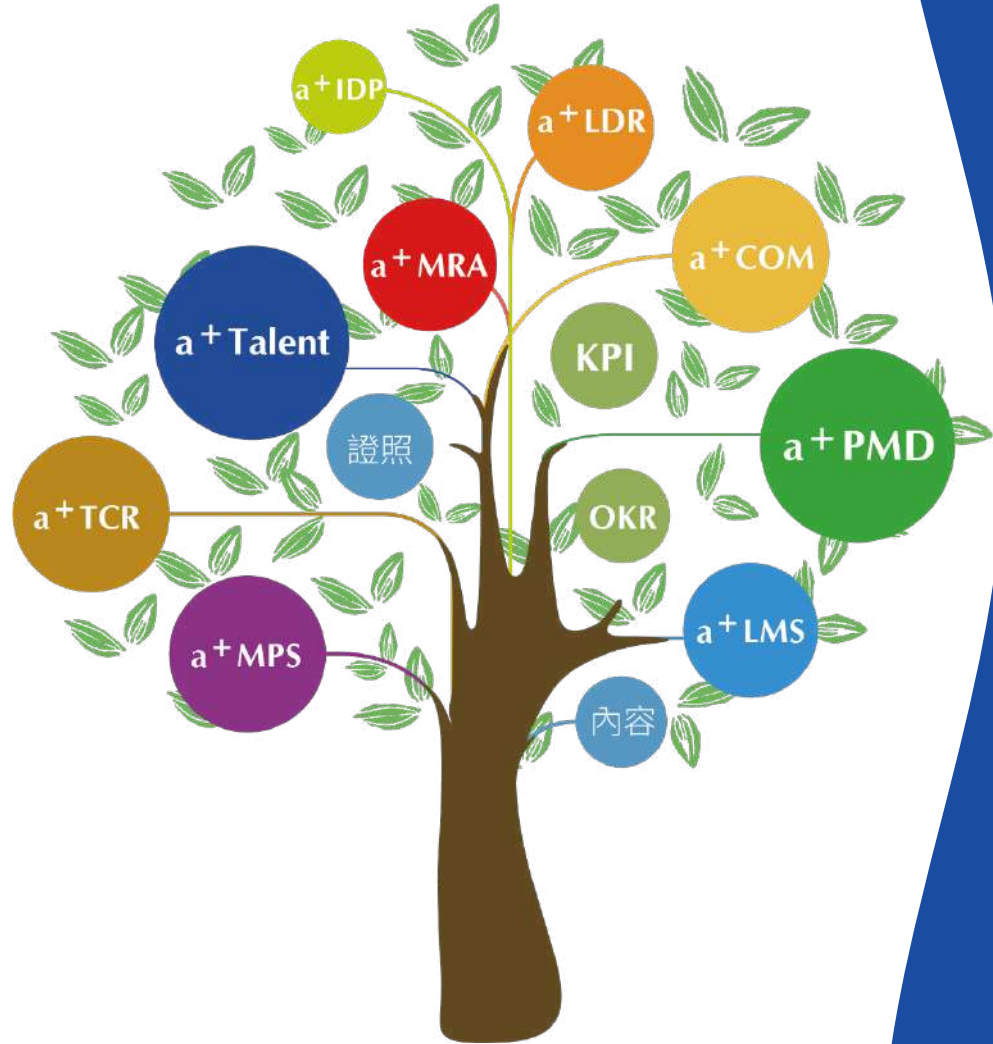 a+ IDP
a+ LDR
a+ MRA
a+ COM
a+ Talent
KPI
證照
a+ PMD
a+ TCR
OKR
a+ MPS
a+ LMS
內容